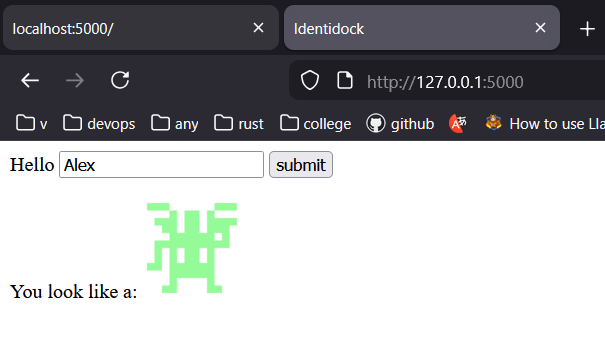 localhost:5000/
Identidock
http://127.0.0.1:5000
v devops any rust college github How to use Lla
Hello Alex submit
You look like a: